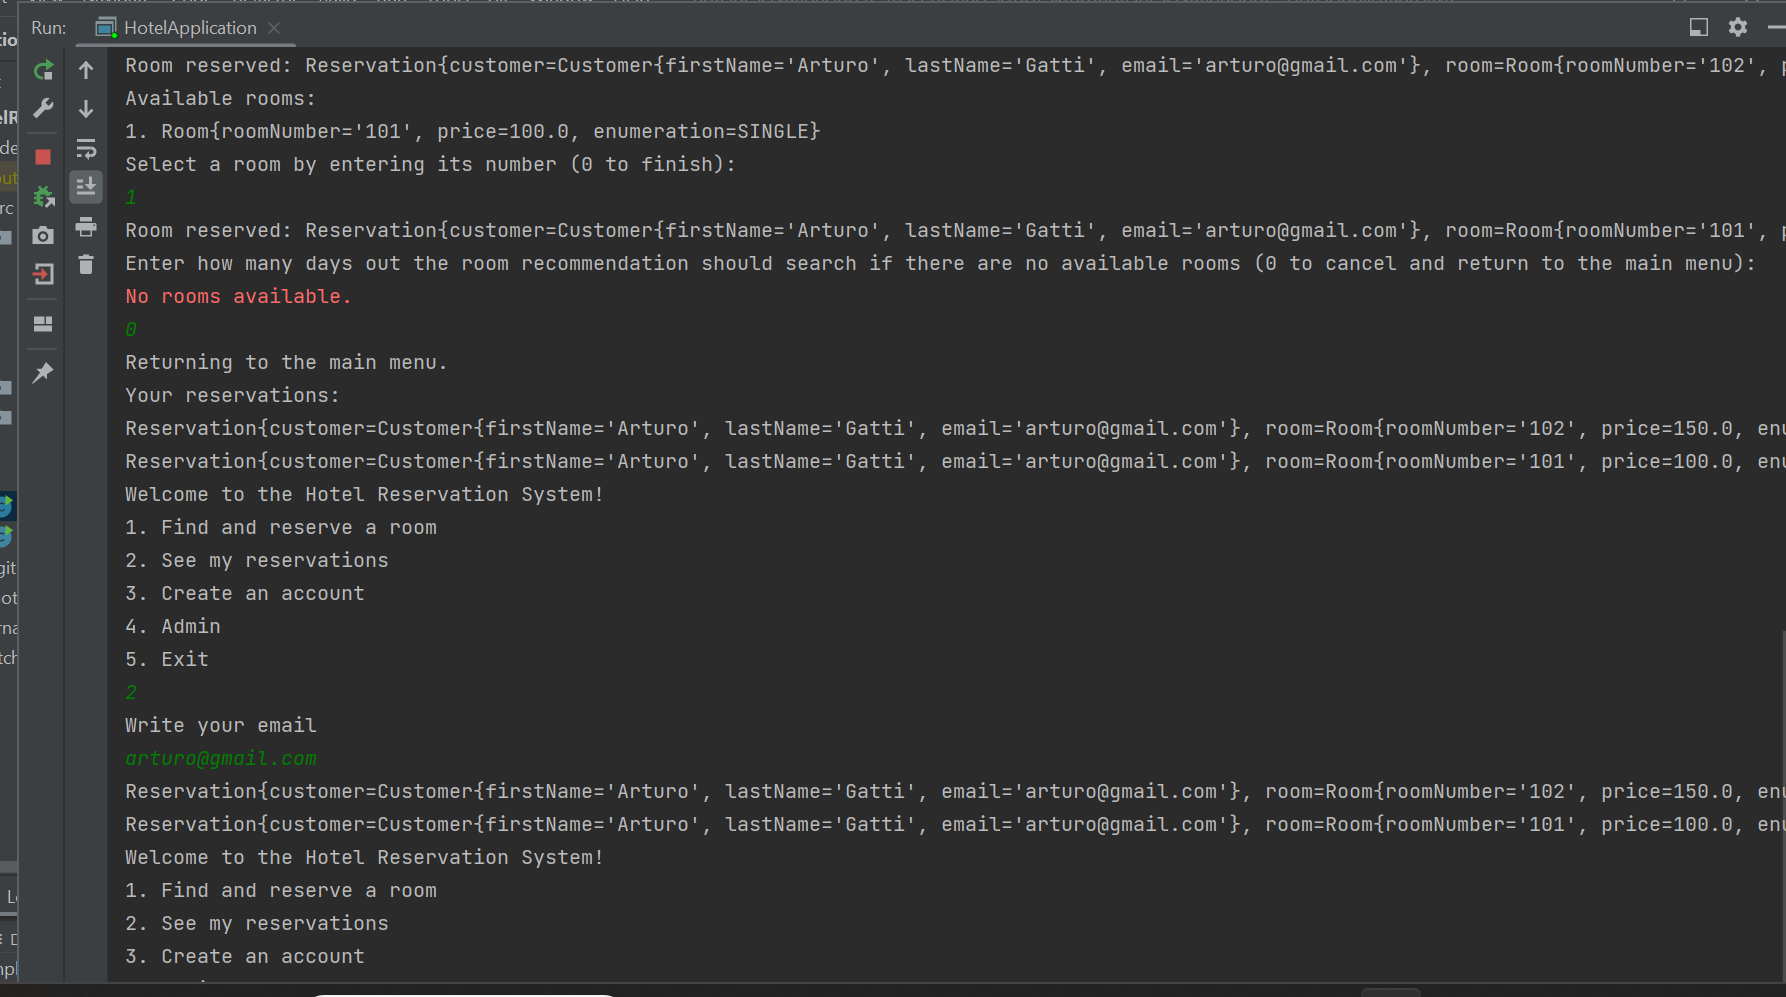 Run: HotelApplication
Room reserved: Reservation{customer=Customer{firstName='Arturo', lastName='Gatti', email='arturo@gmail.com'}, room=Room{roomNumber='102',
Available rooms:
1. Room{roomNumber='101', price=100.0, enumeration=SINGLE}
Select a room by entering its number (0 to finish):
1
Room reserved: Reservation{customer=Customer{firstName='Arturo', lastName='Gatti', email='arturo@gmail.com'}, room=Room{roomNumber='101',
Enter how many days out the room recommendation should search if there are no available rooms (0 to cancel and return to the main menu):
No rooms available.
0
Returning to the main menu.
Your reservations:
Reservation{customer=Customer{firstName='Arturo', lastName='Gatti', email='arturo@gmail.com'}, room=Room{roomNumber='102', price=150.0,
Reservation{customer=Customer{firstName='Arturo', lastName='Gatti', email='arturo@gmail.com'}, room=Room{roomNumber='101', price=100.0,
Welcome to the Hotel Reservation System!
1. Find and reserve a room
2. See my reservations
3. Create an account
4. Admin
5. Exit
2
Write your email
arturo@gmail.com
Reservation{customer=Customer{firstName='Arturo', lastName='Gatti', email='arturo@gmail.com'}, room=Room{roomNumber='102', price=150.0,
Reservation{customer=Customer{firstName='Arturo', lastName='Gatti', email='arturo@gmail.com'}, room=Room{roomNumber='101', price=100.0,
Welcome to the Hotel Reservation System!
1. Find and reserve a room
2. See my reservations
3. Create an account